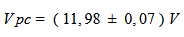 Vpc = ( 11,98 ± 0,07 ) V